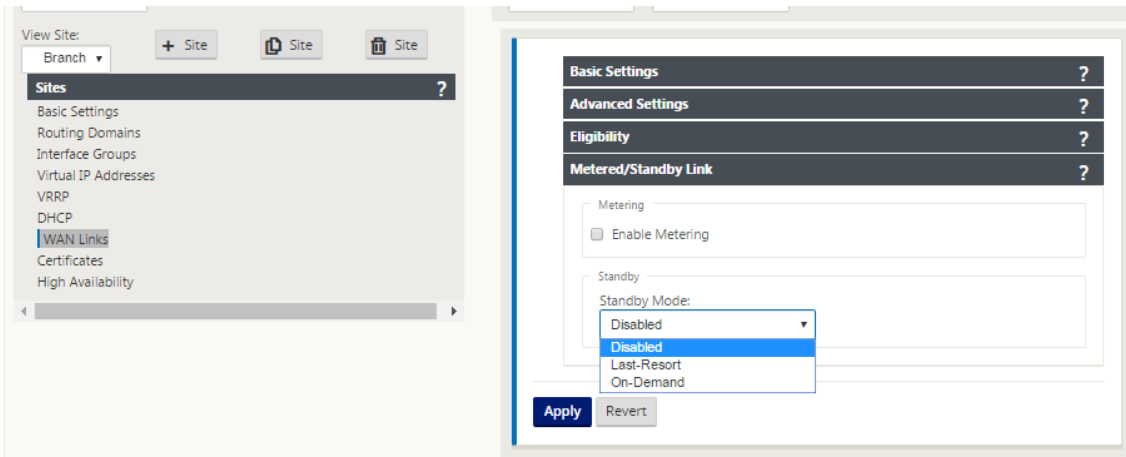 View Site:
Branch
+ Site
Site
Site
Sites ?
Basic Settings
Routing Domains
Interface Groups
Virtual IP Addresses
VRRP
DHCP
WAN Links
Certificates
High Availability
Basic Settings ?
Advanced Settings ?
Eligibility ?
Metered/Standby Link ?
Metering
Enable Metering
Standby
Standby Mode:
Disabled
Disabled
Last-Resort
On-Demand
Apply Revert